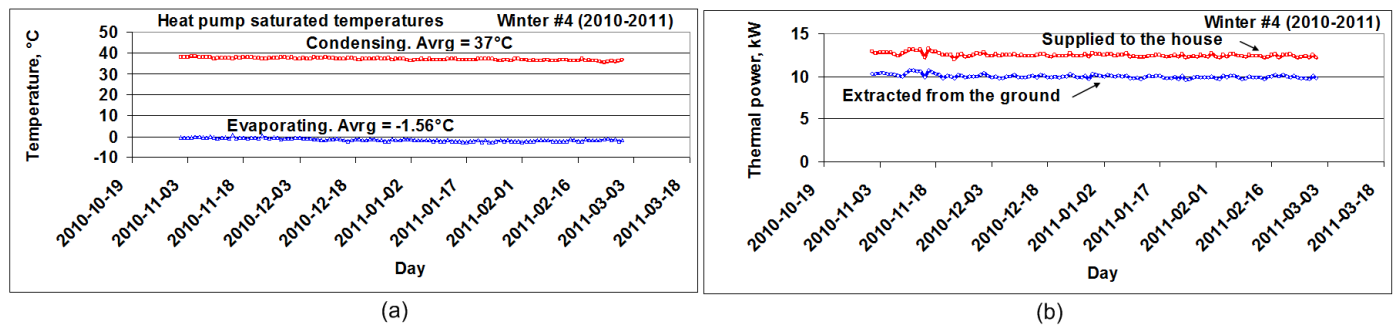 Heat pump saturated temperatures
Winter #4 (2010-2011)
Temperature, °C
50
40
30
20
10
0
-10
Condensing. Avrg = 37°C
Evaporating. Avrg = -1.56°C
2010-10-19
2010-11-03
2010-11-18
2010-12-03
2010-12-18
2011-01-02
2011-01-17
2011-02-01
2011-02-16
2011-03-03
2011-03-18
Day
(a)
Winter #4 (2010-2011)
Thermal power, kW
15
10
5
0
Supplied to the house
Extracted from the ground
2010-10-19
2010-11-03
2010-11-18
2010-12-03
2010-12-18
2011-01-02
2011-01-17
2011-02-01
2011-02-16
2011-03-03
2011-03-18
Day
(b)